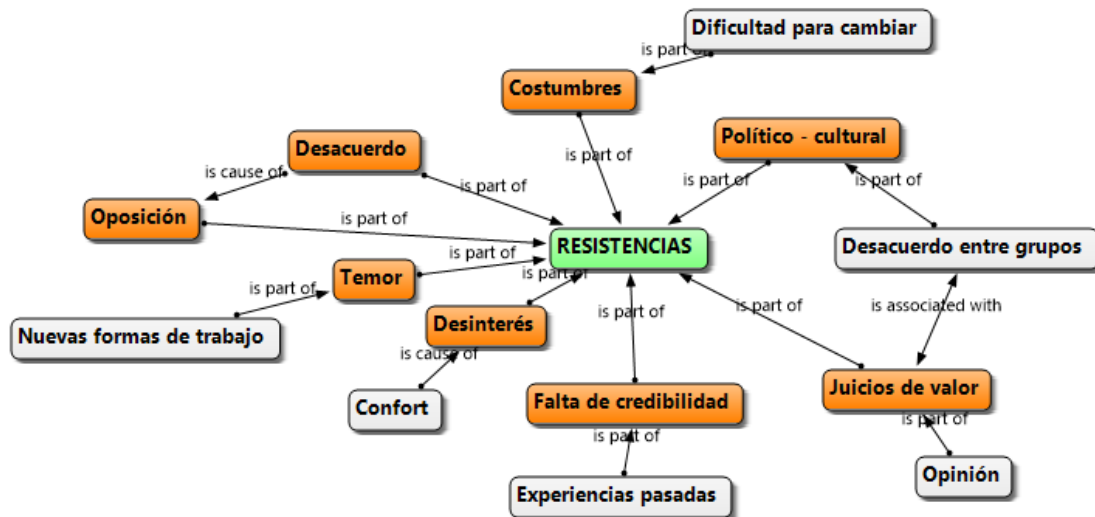 Dificultad para cambiar
is part of
Costumbres
Político - cultural
Desacuerdo
is part of
is cause of
is part of
is part of
is part of
Oposición
is part of
RESISTENCIAS
Desacuerdo entre grupos
is part of
Temor
is part of
is part of
is associated with
is part of
is part of
Desinterés
Nuevas formas de trabajo
is cause of
Juicios de valor
Confort
Falta de credibilidad
is part of
is part of
Opinión
Experiencias pasadas